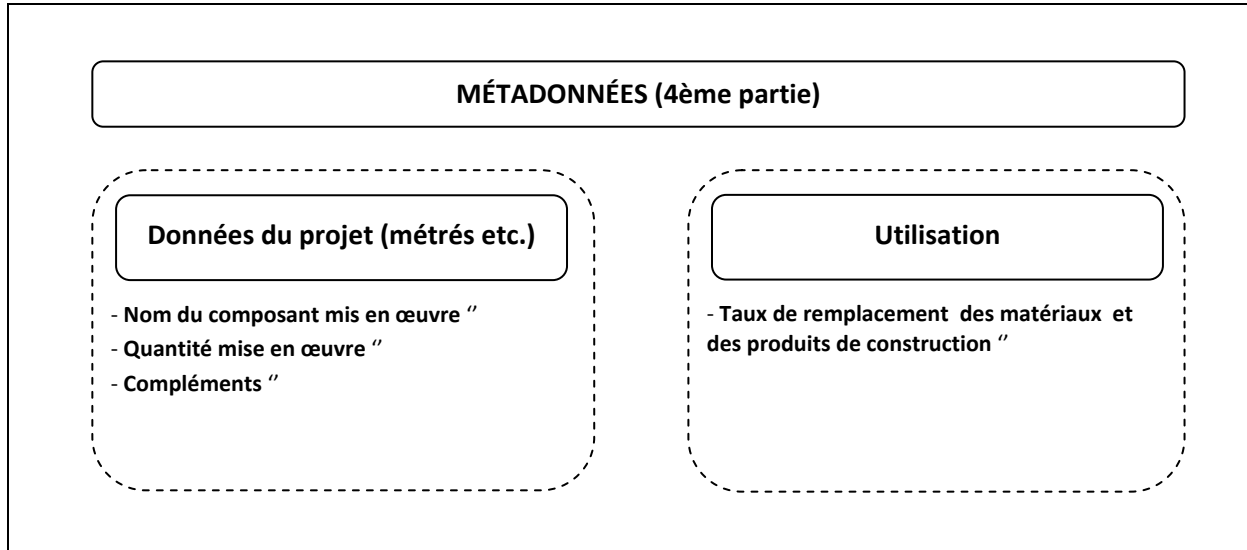 MÉTADONNÉES (4ème partie)
Données du projet (métrés etc.)
- Nom du composant mis en œuvre ‘’
- Quantité mise en œuvre ‘’
- Compléments ‘’
Utilisation
- Taux de remplacement des matériaux et
des produits de construction ‘’